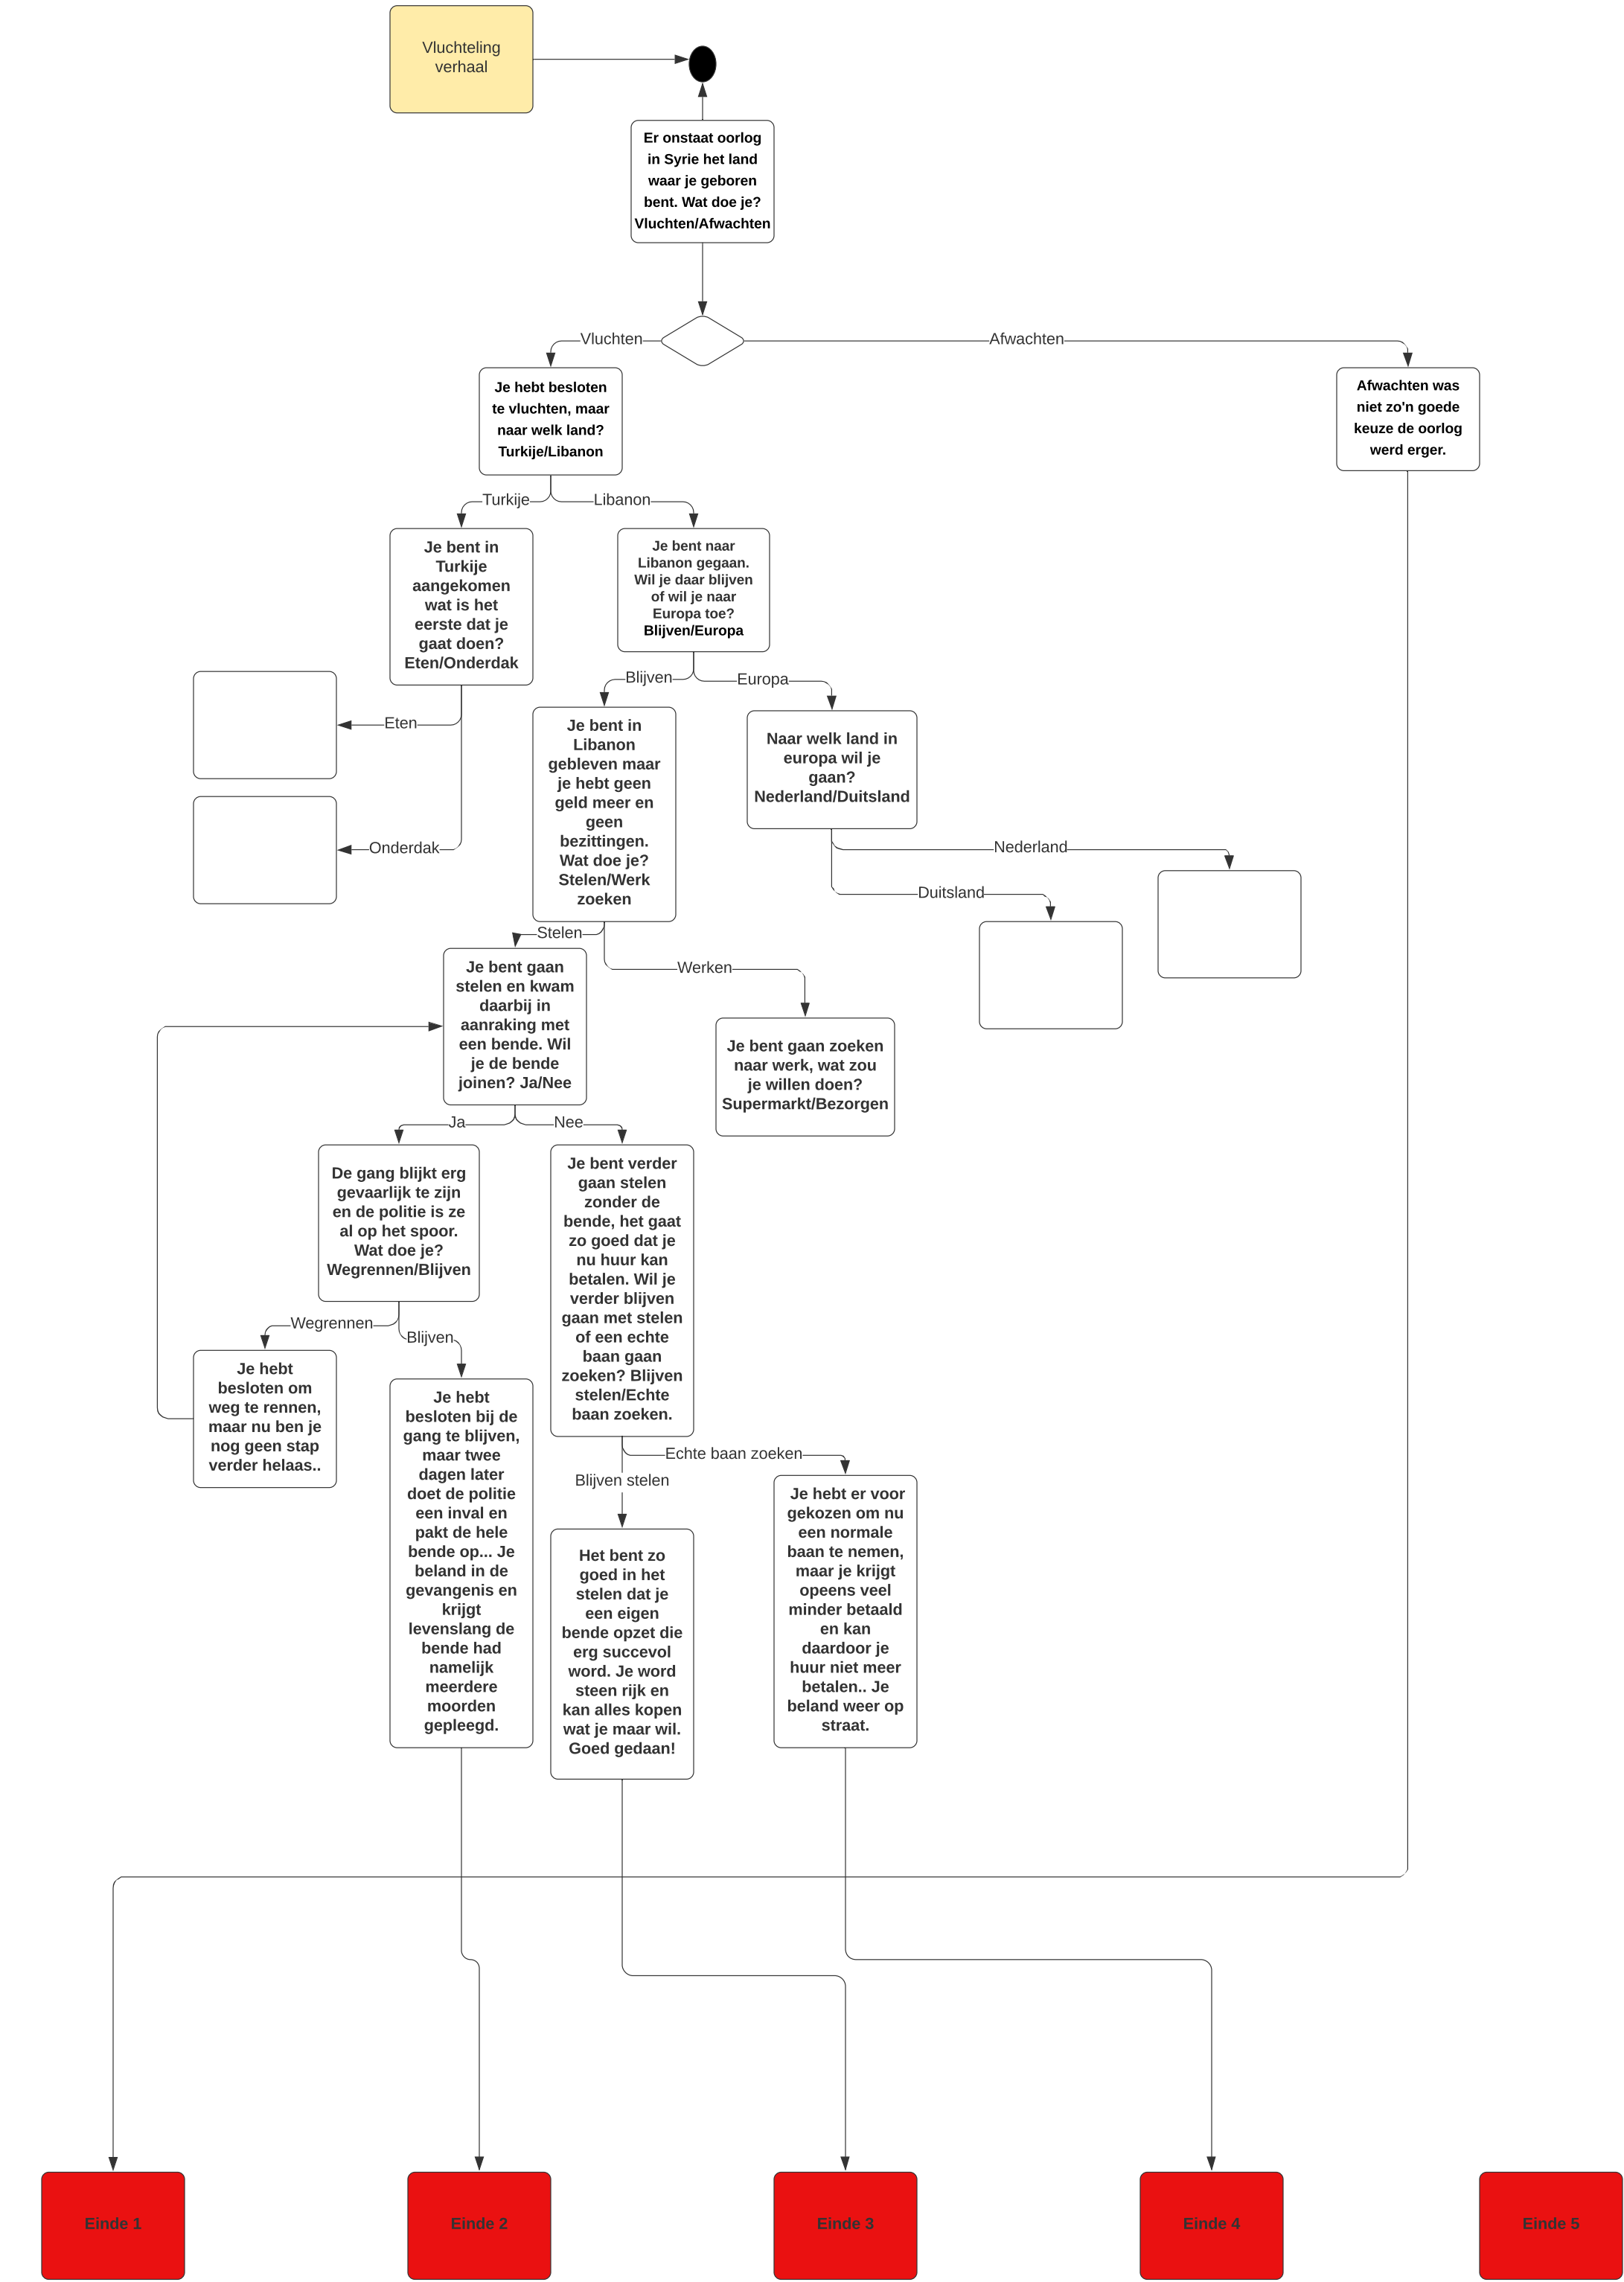 Vluchteling
verhaal
Er onstaat oorlog
in Syrie het land
waar je geboren
bent. Wat doe je?
Vluchten/Afwachten
Vluchten
Afwachten
Je hebt besloten
te vluchten, maar
naar welk land?
Turkije/Libanon
Afwachten was
niet zo'n goede
keuze de oorlog
werd erger.
Turkije
Libanon
Je bent in
Turkije
aangekomen
wat is het
eerste dat je
gaat doen?
Eten/Onderdak
Je bent naar
Libanon gegaan.
Wil je daar blijven
of wil je naar
Europa toe?
Blijven/Europa
Eten
Onderdak
Blijven
Europa
Je bent in
Libanon
gebleven maar
je hebt geen
geld meer en
geen
bezittingen.
Wat doe je?
Stelen/Werk
zoeken
Naar welk land in
europa wil je
gaan?
Nederland/Duitsland
Nederland
Duitsland
Stelen
Werken
Je bent gaan
stelen en kwam
daarbij in
aanraking met
een bende. Wil
je de bende
joinen? Ja/Nee
Je bent gaan zoeken
naar werk, wat zou
je willen doen?
Supermarkt/Bezorgen
Ja
Nee
De gang blijkt erg
gevaarlijk te zijn
en de politie is ze
al op het spoor.
Wat doe je?
Wegrennen/Blijven
Je bent verder
gaan stelen
zonder de
bende, het gaat
zo goed dat je
nu huur kan
betalen. Wil je
verder blijven
gaan met stelen
of een echte
baan gaan
zoeken? Blijven
stelen/Echte
baan zoeken.
Wegrennen
Blijven
Je hebt
besloten om
weg te rennen,
maar nu ben je
nog geen stap
verder helaas..
Je hebt
besloten bij de
gang te blijven,
maar twee
dagen later
doet de politie
een inval en
pakt de hele
bende op... Je
beland in de
gevangenis en
krijgt
levenslang de
bende had
namelijk
meerdere
moorden
gepleegd.
Echte baan zoeken
Blijven stelen
Het bent zo
goed in het
stelen dat je
een eigen
bende opzet die
erg succevol
word. Je word
steen rijk en
kan alles kopen
wat je maar wil.
Goed gedaan!
Je hebt er voor
gekozen om nu
een normale
baan te nemen,
maar je krijgt
opeens veel
minder betaald
en kan
daardoor je
huur niet meer
betalen.. Je
beland weer op
straat.
Einde 1
Einde 2
Einde 3
Einde 4
Einde 5